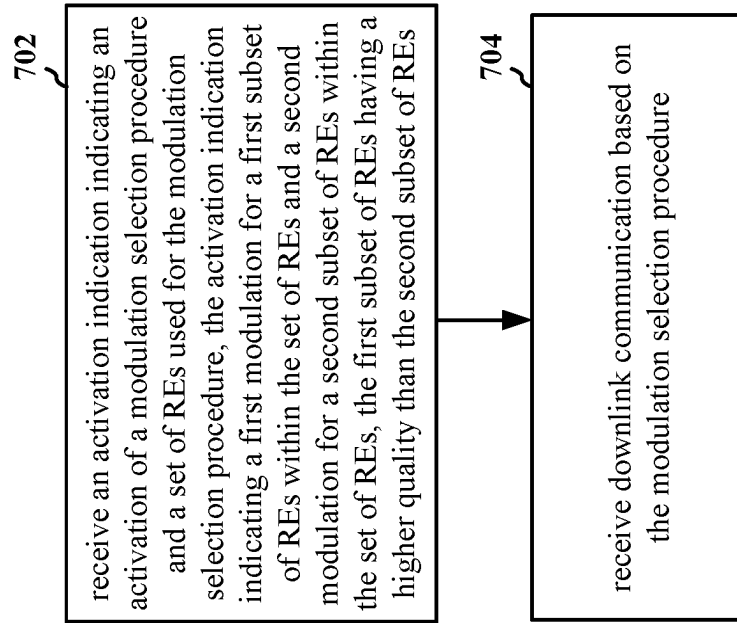 702
receive an activation indication indicating an
activation of a modulation selection procedure
and a set of REs used for the modulation
selection procedure, the activation indication
indicating a first modulation for a first subset
of REs within the set of REs and a second
modulation for a second subset of REs within
the set of REs, the first subset of REs having a
higher quality than the second subset of REs
704
receive downlink communication based on
the modulation selection procedure